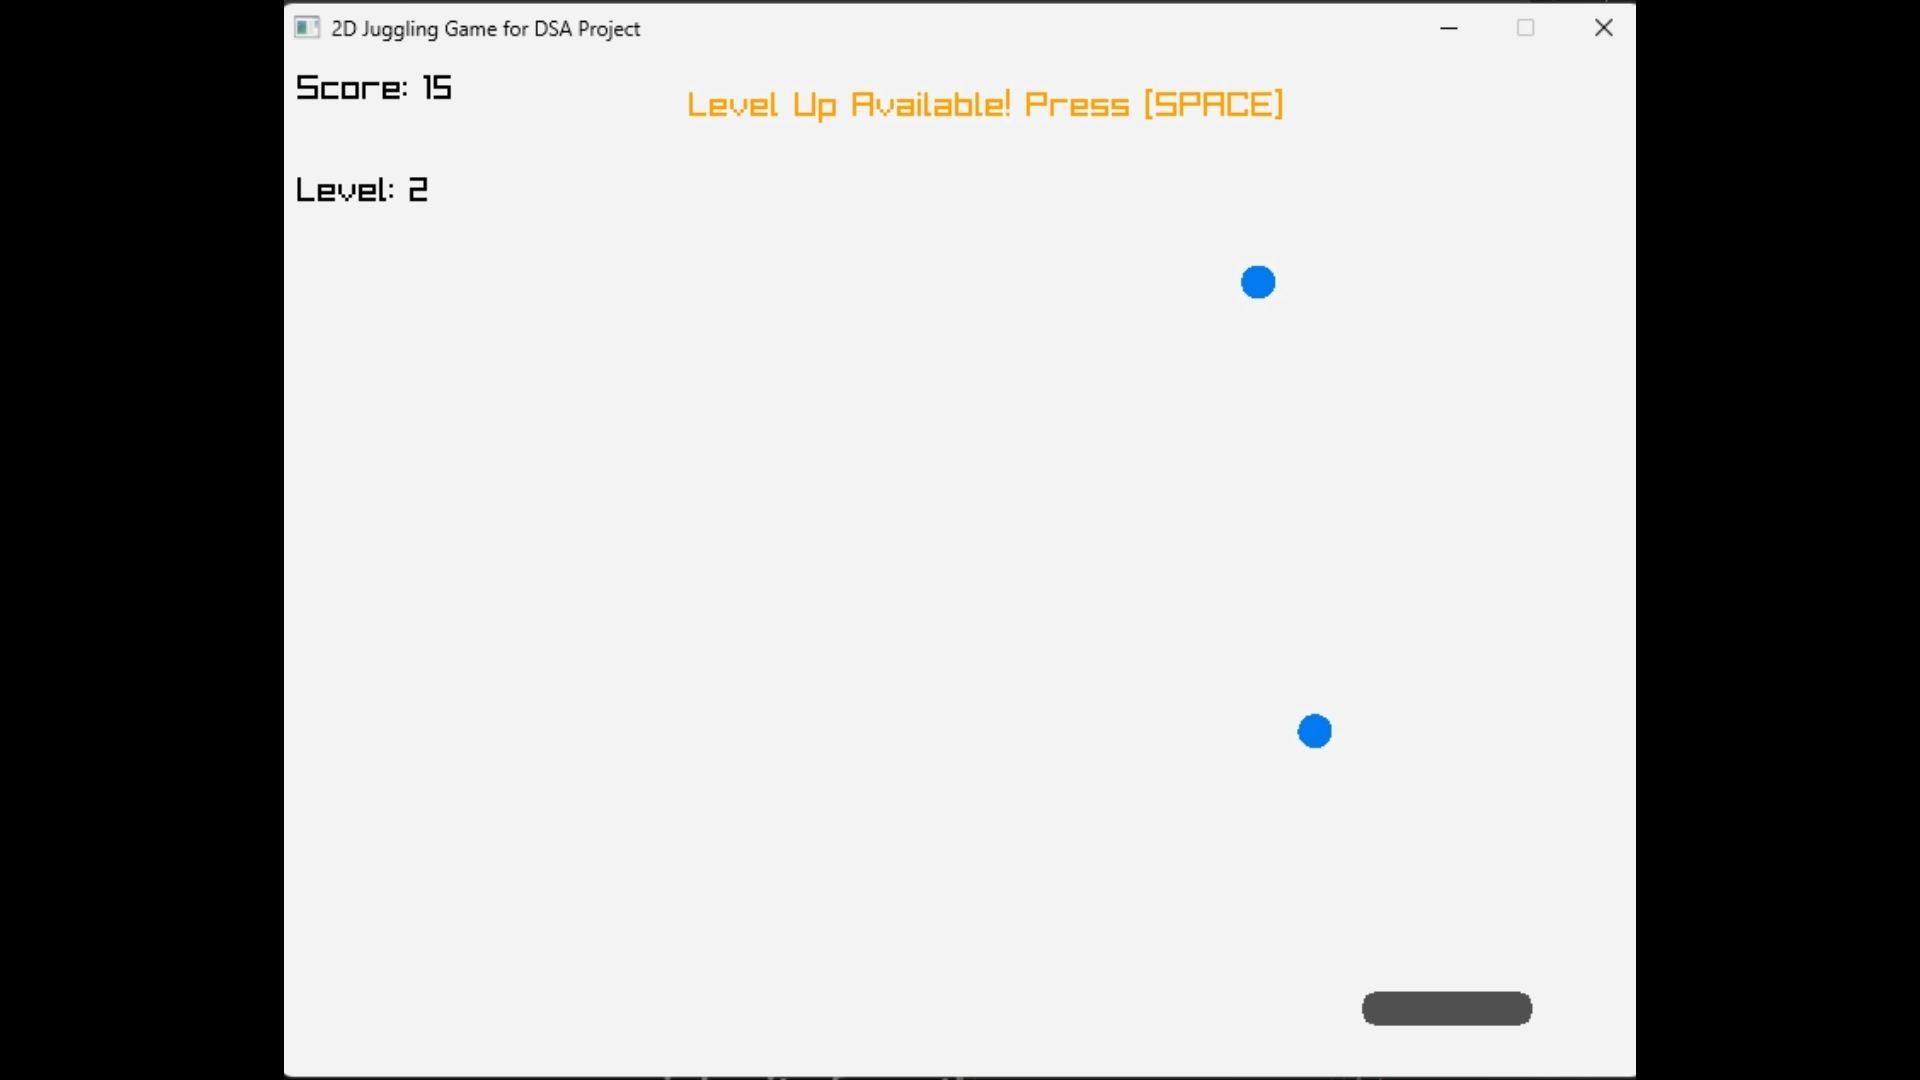 2D Juggling Game for DSA Project
Score: 15
Level Up Available! Press [SPACE]
Level: 2